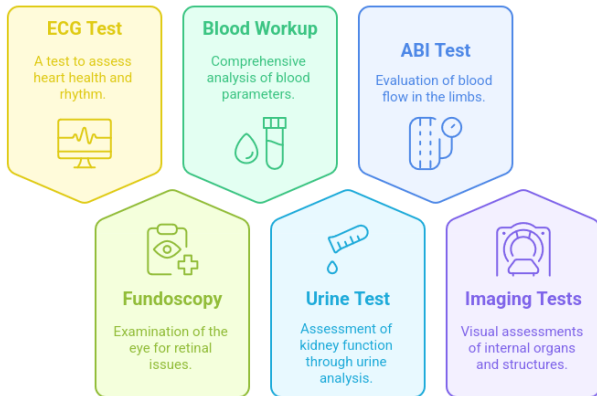 ECG Test
A test to assess
heart health and
rhythm.
Blood Workup
Comprehensive
analysis of blood
parameters.
ABI Test
Evaluation of blood
flow in the limbs.
Fundoscopy
Examination of the
eye for retinal
issues.
Urine Test
Assessment of
kidney function
through urine
analysis.
Imaging Tests
Visual assessments
of internal organs
and structures.